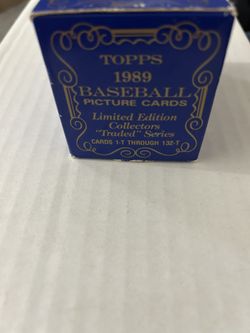 TOPPS
1989
BASEBALL
PICTURE CARDS
Limited Edition
Collectors
"Traded" Series
CARDS 1-T THROUGH 132-T